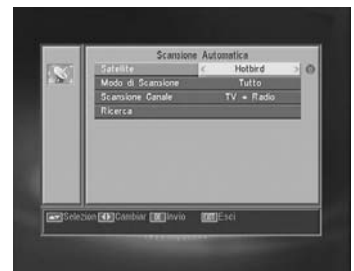 Scansione Automatica
Satellite Hotbird
Modo di Scansione Tutto
Scansione Canale TV + Radio
Ricerca
Selezion Cambiar Invio Esci